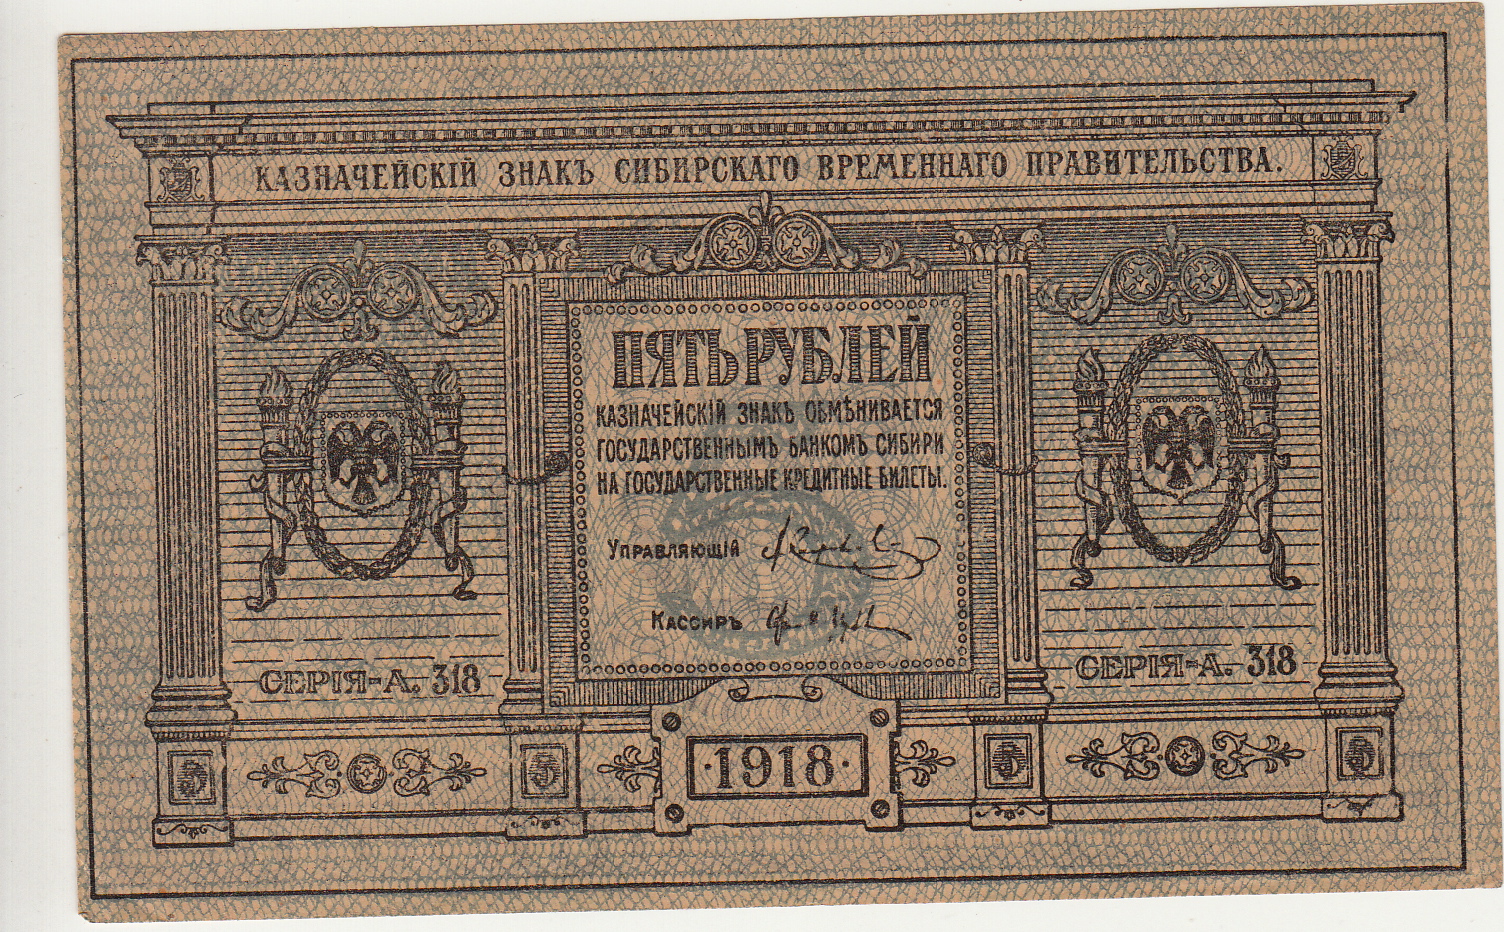 КАЗНАЧЕЙСКІЙ ЗНАКЪ СИБИРСКАГО ВРЕМЕННАГО ПРАВИТЕЛЬСТВА.
ПЯТЬ РУБЛЕЙ
КАЗНАЧЕЙСКІЙ ЗНАКЪ ОБМѢНИВАЕТСЯ
ГОСУДАРСТВЕННЫМЪ БАНКОМЪ СИБИРИ
НА ГОСУДАРСТВЕННЫЕ КРЕДИТНЫЕ БИЛЕТЫ.
УПРАВЛЯЮЩІЙ
КАССИРЪ
СЕРІЯ-А. 318
СЕРІЯ-А. 318
5 5 ·1918· 5 5